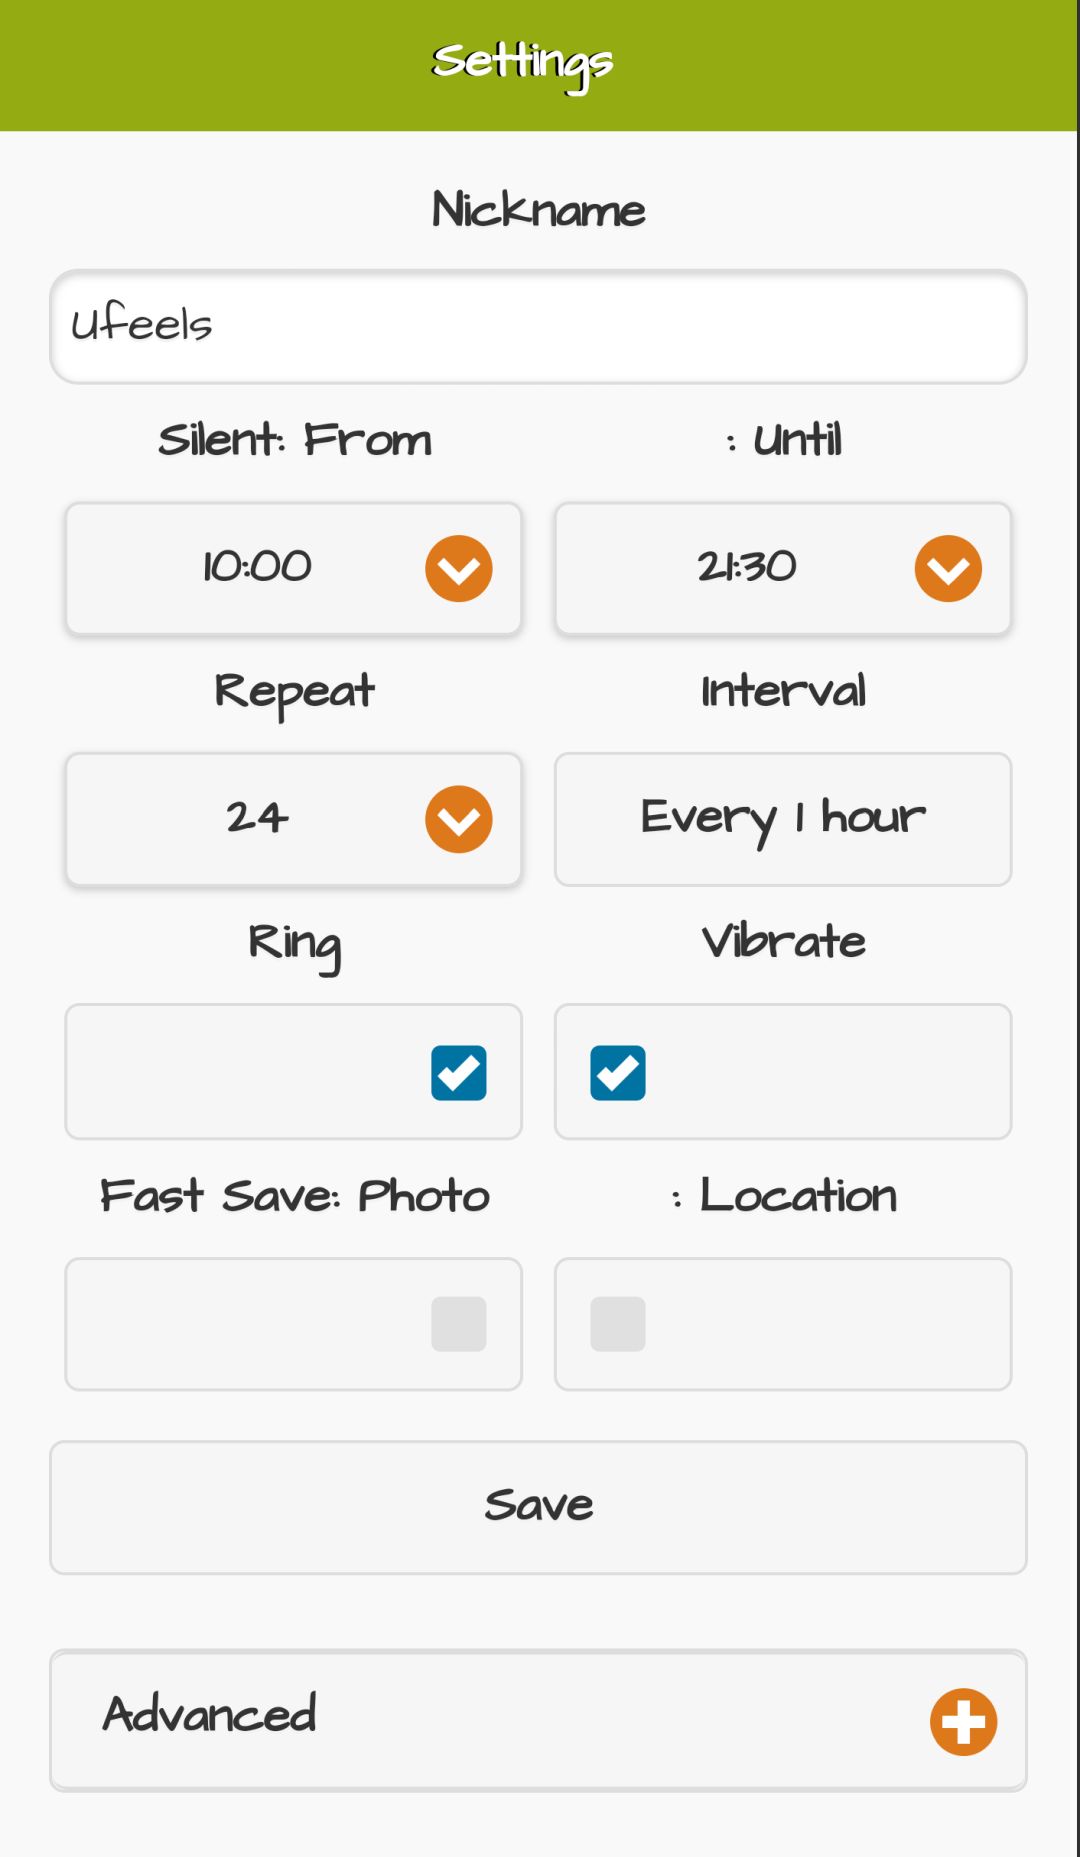 Settings
Nickname
Ufeels
Silent: From : Until
10:00 21:30
Repeat Interval
24 Every 1 hour
Ring Vibrate
Fast Save: Photo : Location
Save
Advanced